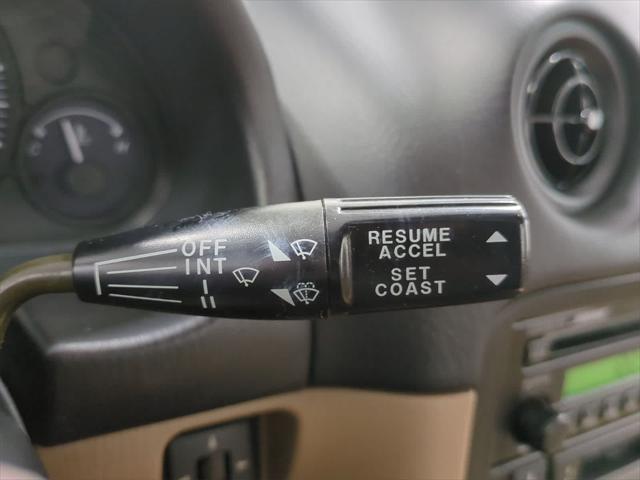 OFF
INT
I
II
RESUME
ACCEL
SET
COAST